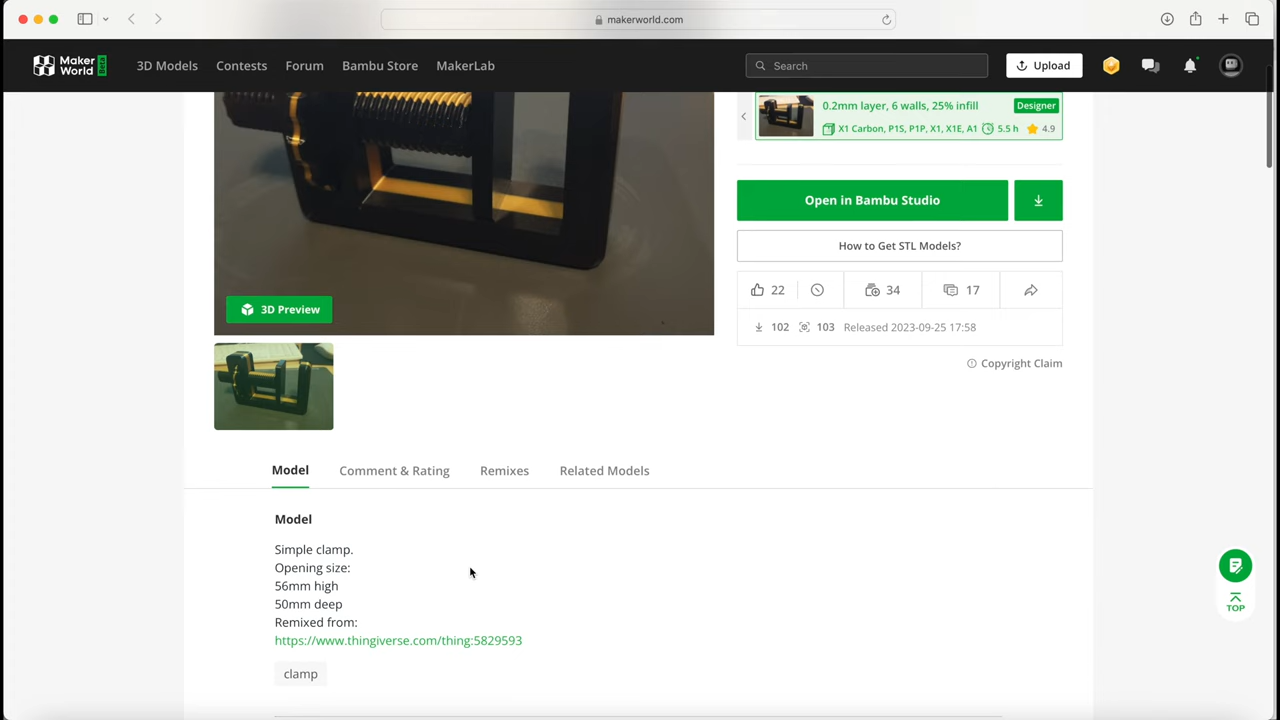 makerworld.com
Maker World Beta
3D Models Contests Forum Bambu Store MakerLab Search Upload
0.2mm layer, 6 walls, 25% infill Designer
X1 Carbon, P1S, P1P, X1, X1E, A1 5.5 h 4.9
Open in Bambu Studio
How to Get STL Models?
22 34 17
102 103 Released 2023-09-25 17:58
3D Preview
Copyright Claim
Model Comment & Rating Remixes Related Models
Model
Simple clamp.
Opening size:
56mm high
50mm deep
Remixed from:
https://www.thingiverse.com/thing:5829593
clamp
TOP